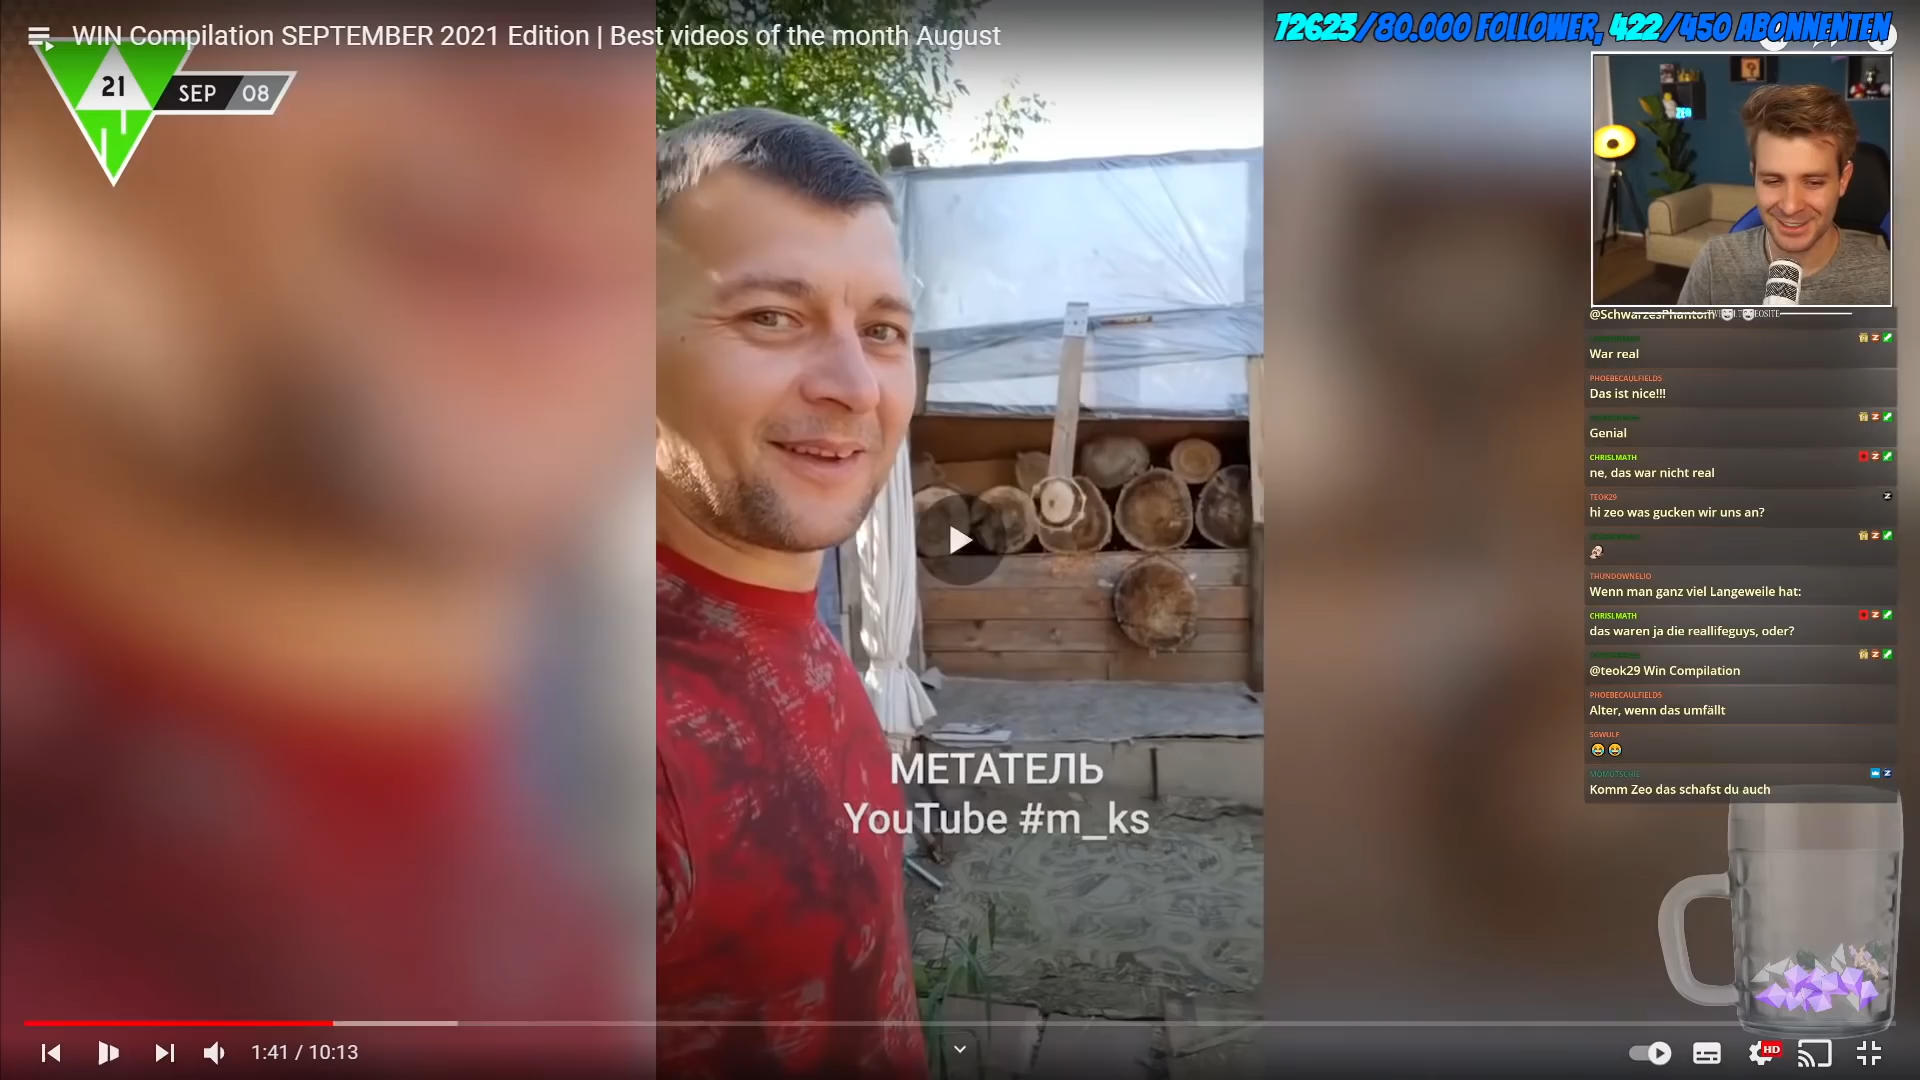 WIN Compilation SEPTEMBER 2021 Edition | Best videos of the month August
72623/80.000 FOLLOWER, 422/450 ABONNENTEN
21
SEP 08
ZEO
@SchwarzesPhantom
War real
PHOEBECAULFIELDS
Das ist nice!!!
Genial
CHRISLMATH
ne, das war nicht real
TEOK29
hi zeo was gucken wir uns an?
THUNDOWNELIO
Wenn man ganz viel Langeweile hat:
CHRISLMATH
das waren ja die reallifeguys, oder?
@teok29 Win Compilation
PHOEBECAULFIELDS
Alter, wenn das umfällt
SGWULF
MOMOTSCHIE
Komm Zeo das schafst du auch
МЕТАТЕЛЬ
YouTube #m_ks
1:41 / 10:13
HD